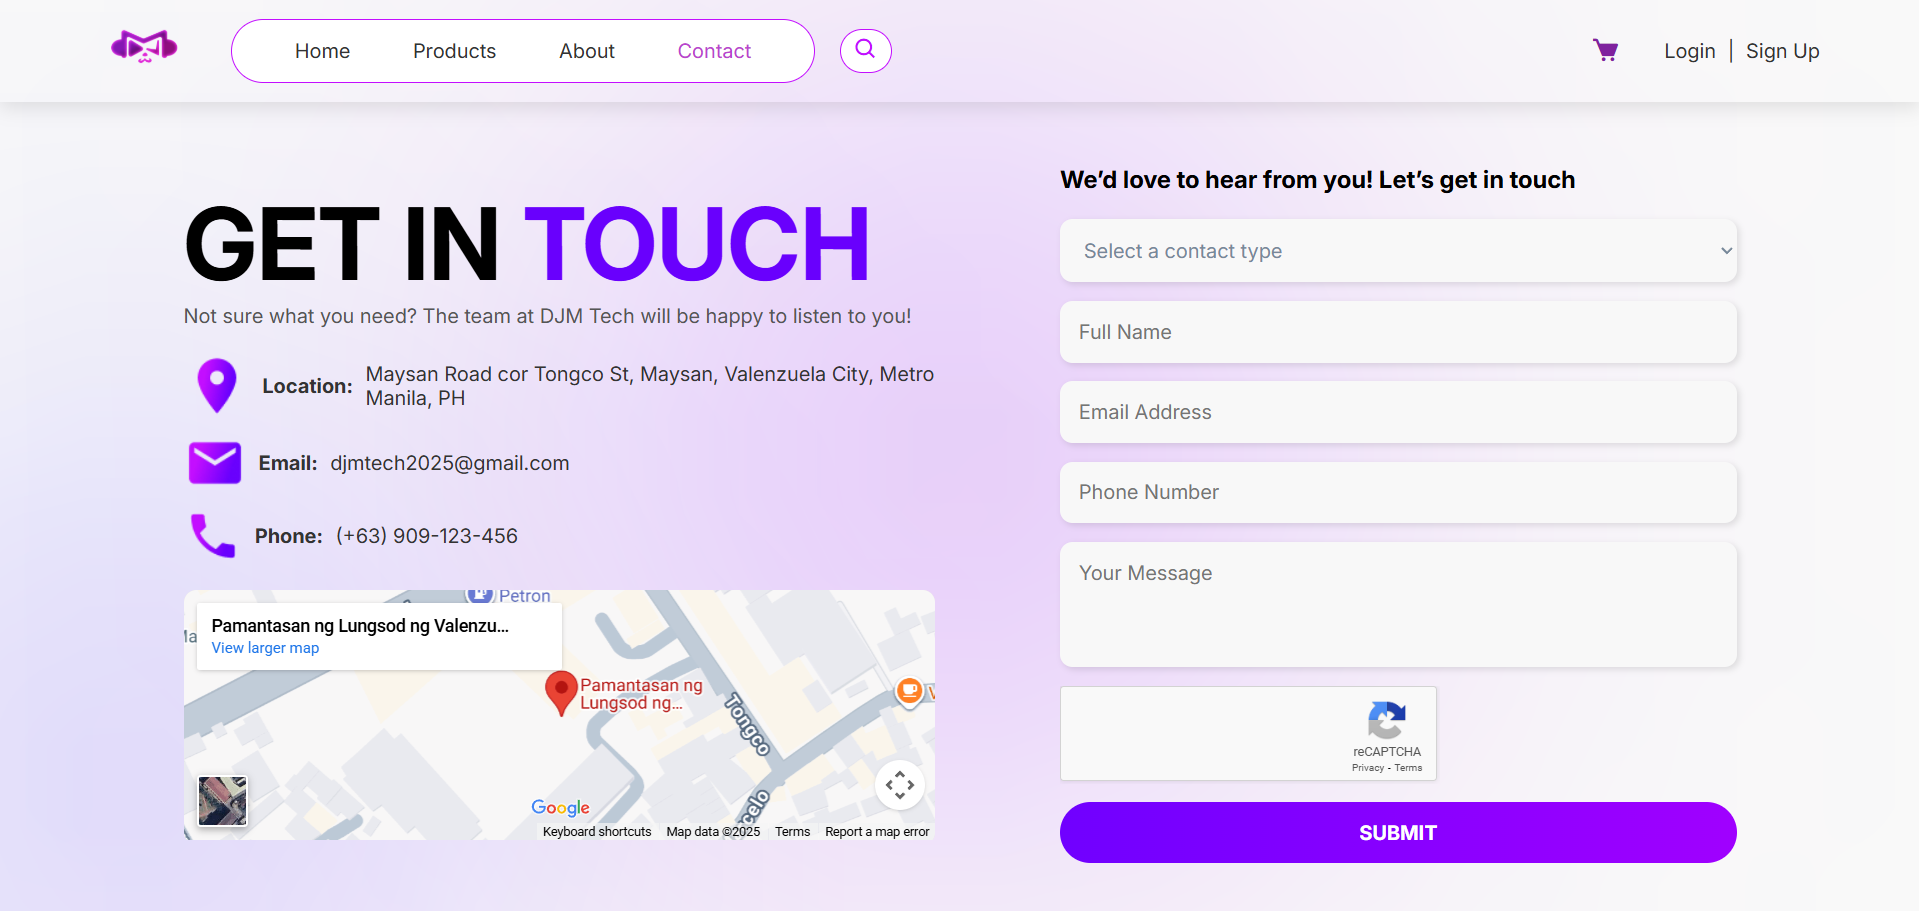 Home
Products
About
Contact
Login | Sign Up
GET IN TOUCH
Not sure what you need? The team at DJM Tech will be happy to listen to you!
Location: Maysan Road cor Tongco St, Maysan, Valenzuela City, Metro
Manila, PH
Email: djmtech2025@gmail.com
Phone: (+63) 909-123-456
Petron
Pamantasan ng Lungsod ng Valenzu...
View larger map
Pamantasan ng
Lungsod ng...
Tongco
Google
Keyboard shortcuts
Map data ©2025
Terms
Report a map error
We’d love to hear from you! Let’s get in touch
Select a contact type
Full Name
Email Address
Phone Number
Your Message
reCAPTCHA
Privacy - Terms
SUBMIT